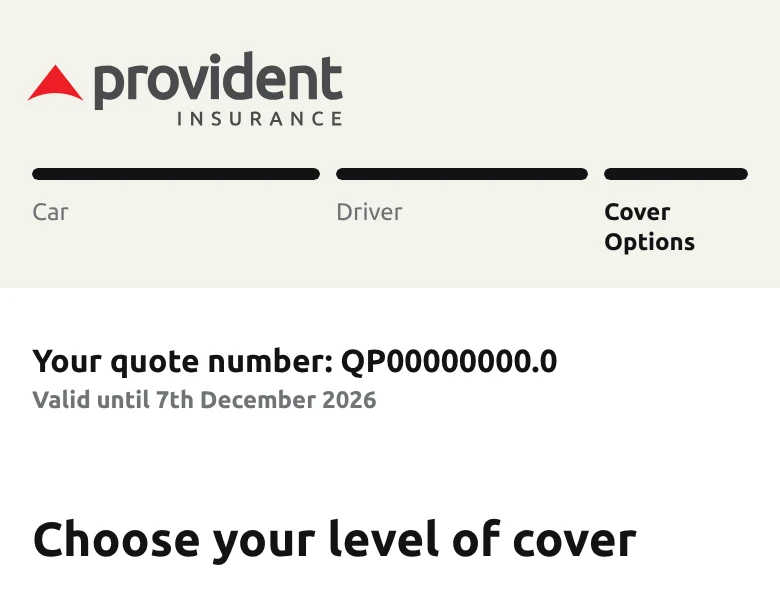 provident
INSURANCE
Car
Driver
Cover
Options
Your quote number: QP00000000.0
Valid until 7th December 2026
Choose your level of cover